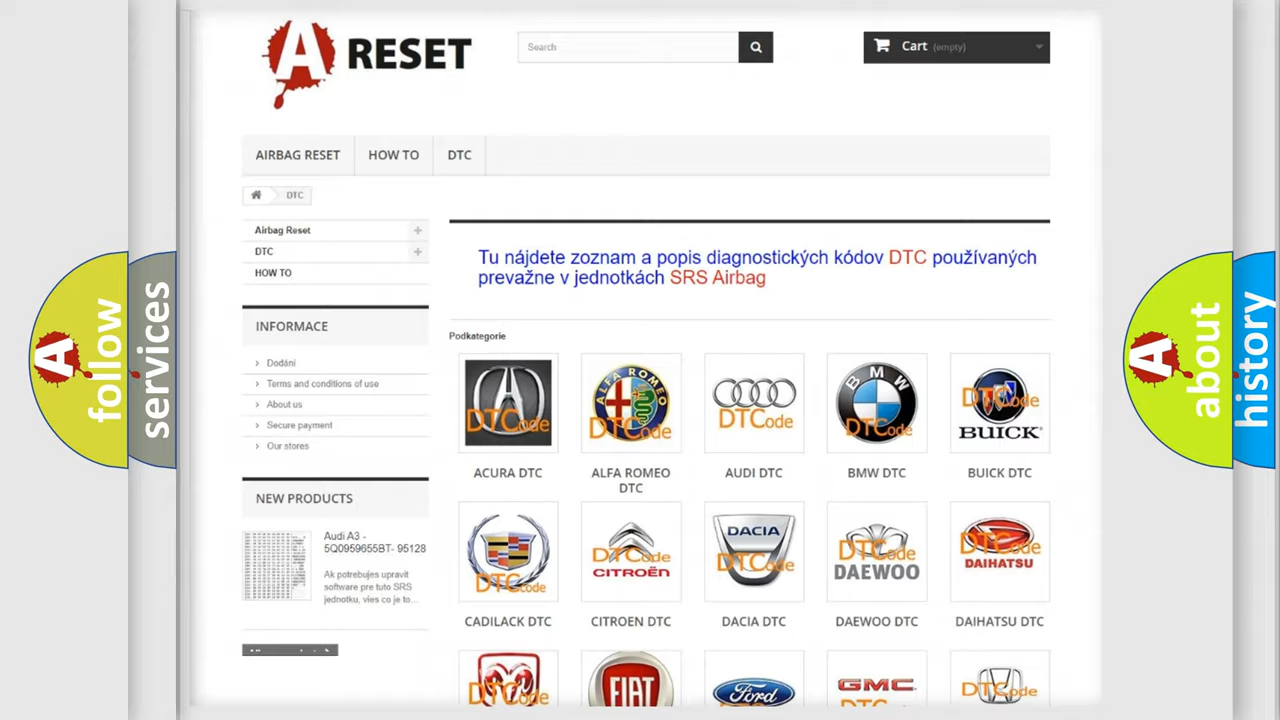 A RESET
Search
Cart (empty)
AIRBAG RESET
HOW TO
DTC
DTC
Airbag Reset
DTC
HOW TO
INFORMACE
Dodání
Terms and conditions of use
About us
Secure payment
Our stores
NEW PRODUCTS
Audi A3 -
5Q0959655BT- 95128
Ak potrebujes upravit
software pre tuto SRS
jednotku, vies co je to...
Tu nájdete zoznam a popis diagnostických kódov DTC používaných
prevažne v jednotkách SRS Airbag
Podkategorie
DTCode
ALFA ROMEO
DTCode
DTCode
BMW
DTCode
DTCode
BUICK
ACURA DTC
ALFA ROMEO
DTC
AUDI DTC
BMW DTC
BUICK DTC
DTCode
DTCode
CITROËN
DACIA
DTCode
DTCode
DAEWOO
DTCode
DAIHATSU
CADILACK DTC
CITROEN DTC
DACIA DTC
DAEWOO DTC
DAIHATSU DTC
DTCode
FIAT
Ford
GMC
DTCode
A follow
services
A about
history